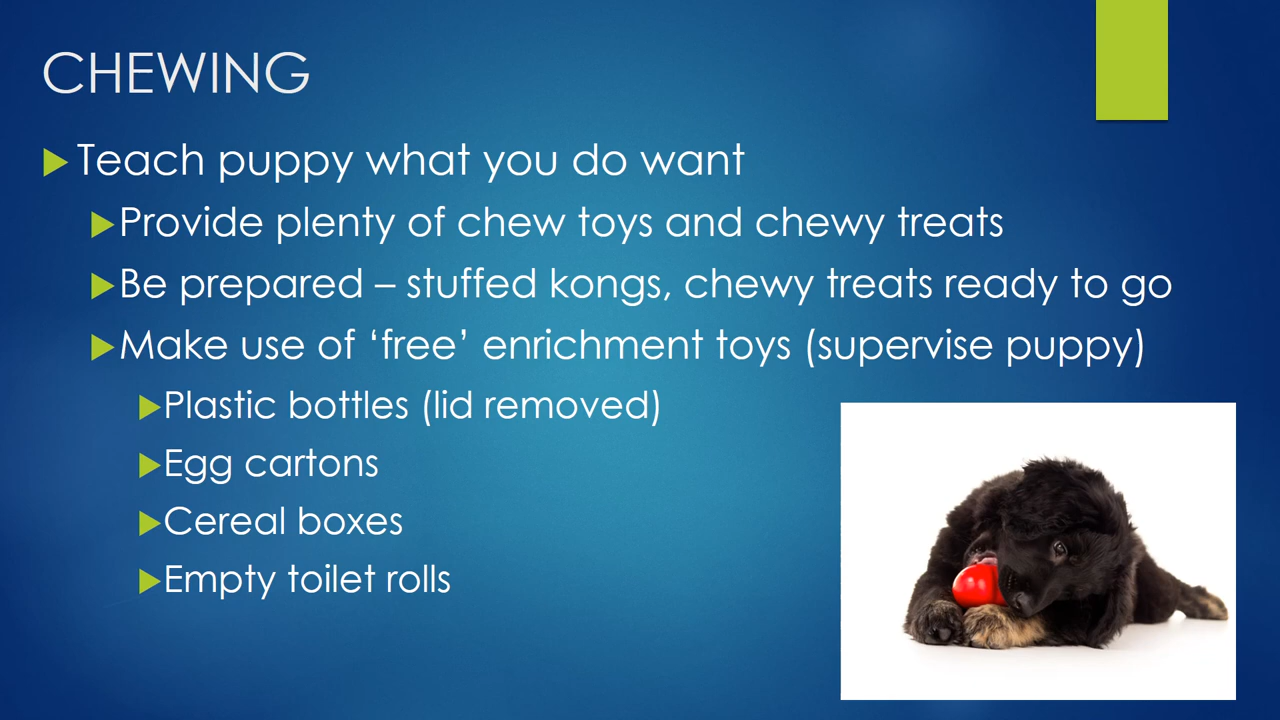 CHEWING
Teach puppy what you do want
Provide plenty of chew toys and chewy treats
Be prepared – stuffed kongs, chewy treats ready to go
Make use of ‘free’ enrichment toys (supervise puppy)
Plastic bottles (lid removed)
Egg cartons
Cereal boxes
Empty toilet rolls